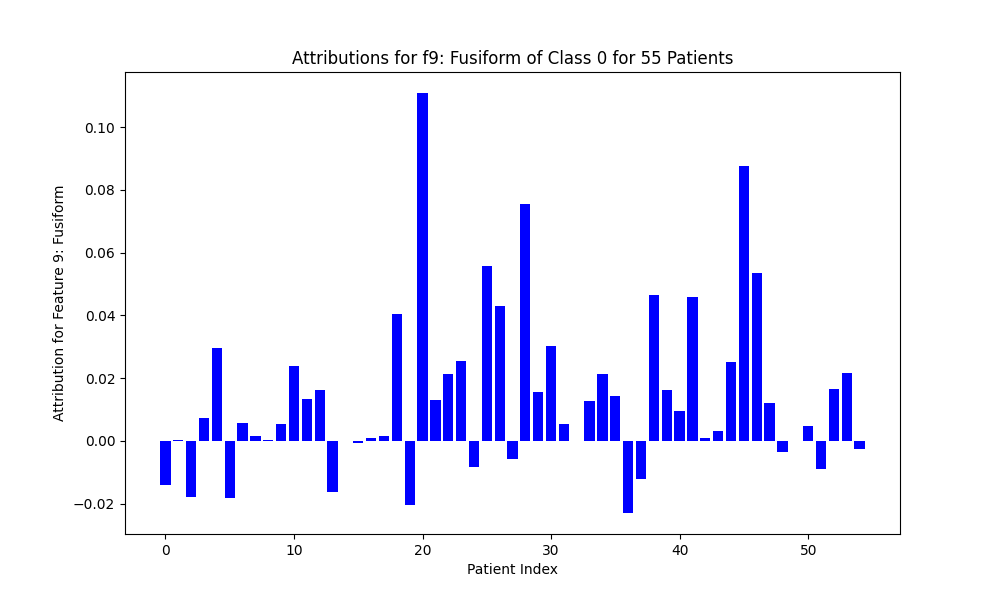 Attributions for f9: Fusiform of Class 0 for 55 Patients
Attribution for Feature 9: Fusiform
0.10
0.08
0.06
0.04
0.02
0.00
−0.02
0 10 20 30 40 50
Patient Index